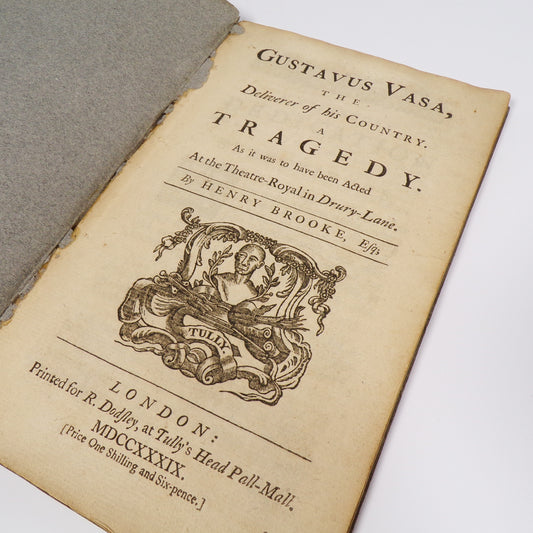 GUSTAVUS VASA,
THE
Deliverer of his COUNTRY.
A
TRAGEDY.
As it was to have been Acted
At the Theatre-Royal in Drury-Lane.
By HENRY BROOKE, Esq;
TULLY
LONDON:
Printed for R. Dodsley, at Tully's Head Pall-Mall.
MDCCXXXIX.
[Price One Shilling and Six-pence.]